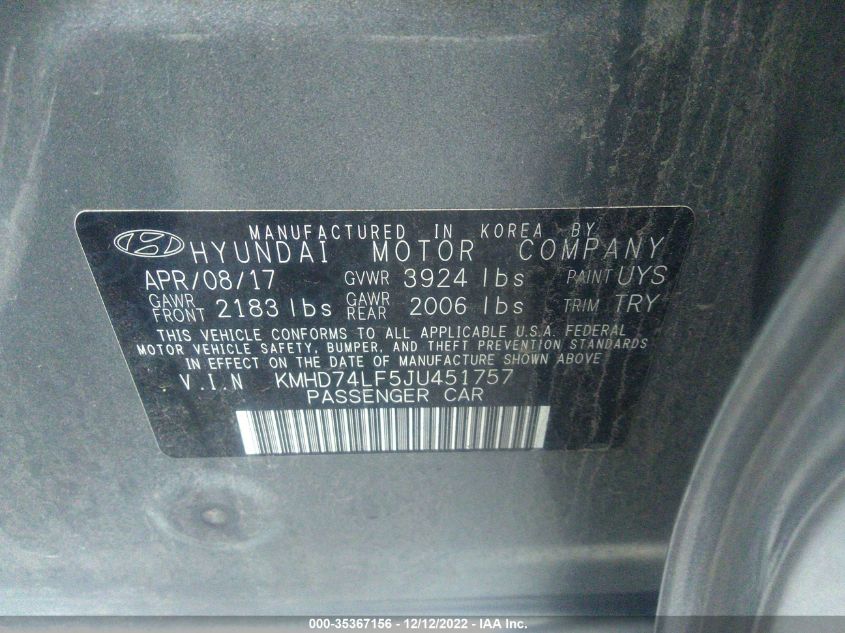 MANUFACTURED IN KOREA BY
HYUNDAI MOTOR COMPANY
APR/08/17 GVWR 3924 lbs PAINT UYS
GAWR FRONT 2183 lbs GAWR REAR 2006 lbs TRIM TRY
THIS VEHICLE CONFORMS TO ALL APPLICABLE U.S.A. FEDERAL
MOTOR VEHICLE SAFETY, BUMPER, AND THEFT PREVENTION STANDARDS
IN EFFECT ON THE DATE OF MANUFACTURE SHOWN ABOVE
V.I.N KMHD74LF5JU451757
PASSENGER CAR
000-35367156 - 12/12/2022 - IAA Inc.